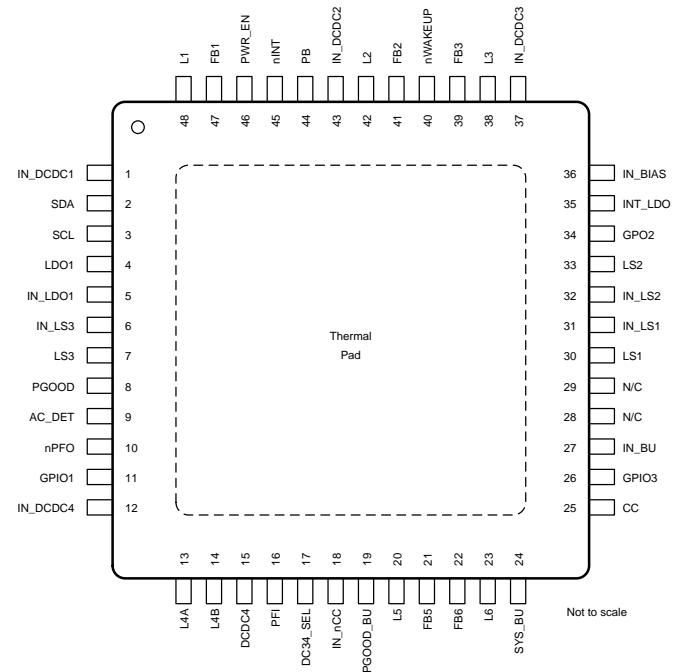 L1
FB1
PWR_EN
nINT
PB
IN_DCDC2
L2
FB2
nWAKEUP
FB3
L3
IN_DCDC3
48
47
46
45
44
43
42
41
40
39
38
37
IN_DCDC1 1
SDA 2
SCL 3
LDO1 4
IN_LDO1 5
IN_LS3 6
LS3 7
PGOOD 8
AC_DET 9
nPFO 10
GPIO1 11
IN_DCDC4 12
Thermal
Pad
36 IN_BIAS
35 INT_LDO
34 GPO2
33 LS2
32 IN_LS2
31 IN_LS1
30 LS1
29 N/C
28 N/C
27 IN_BU
26 GPIO3
25 CC
13
14
15
16
17
18
19
20
21
22
23
24
L4A
L4B
DCDC4
PFI
DC34_SEL
IN_nCC
PGOOD_BU
L5
FB5
FB6
L6
SYS_BU
Not to scale